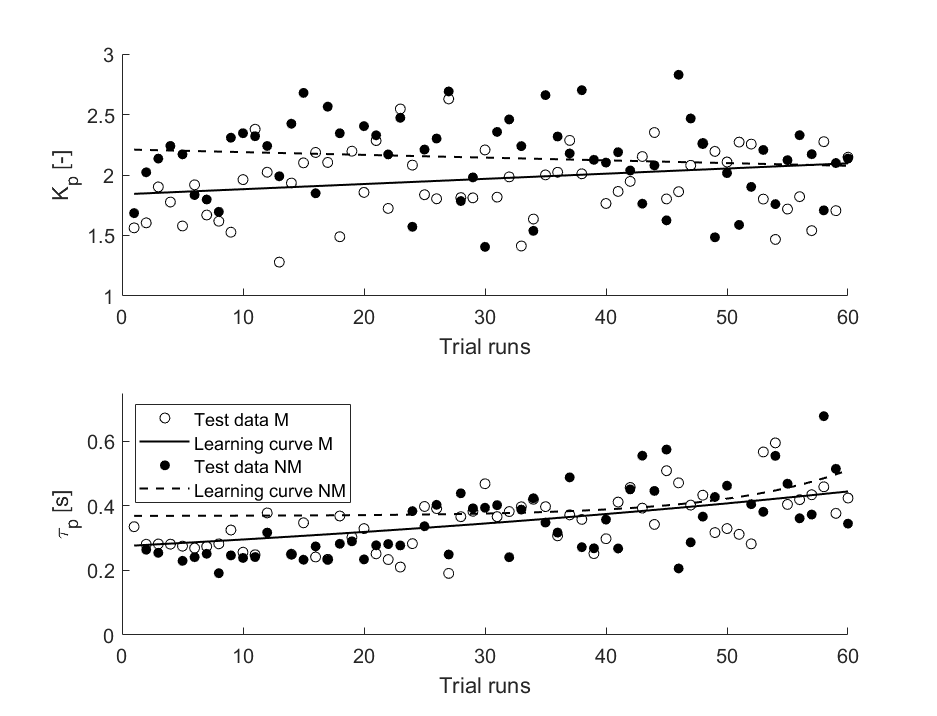 3
2.5
2
1.5
1
K_p [-]
0 10 20 30 40 50 60
Trial runs
Test data M
Learning curve M
Test data NM
Learning curve NM
0.6
0.4
0.2
0
τ_p [s]
0 10 20 30 40 50 60
Trial runs